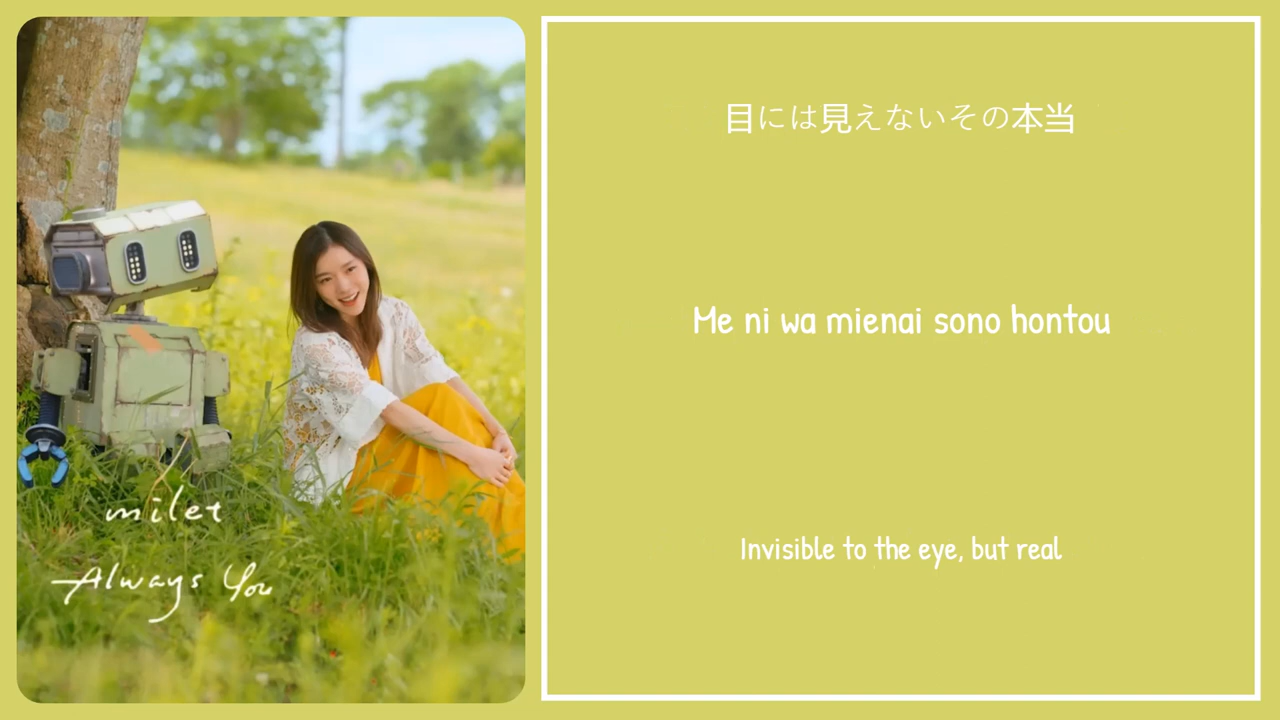 milet
Always You
目には見えないその本当
Me ni wa mienai sono hontou
Invisible to the eye, but real